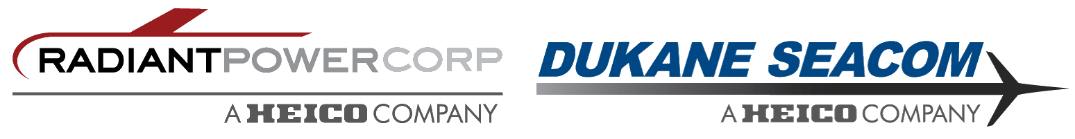 RADIANTPOWERCORP
A HEICO COMPANY
DUKANE SEACOM
A HEICO COMPANY